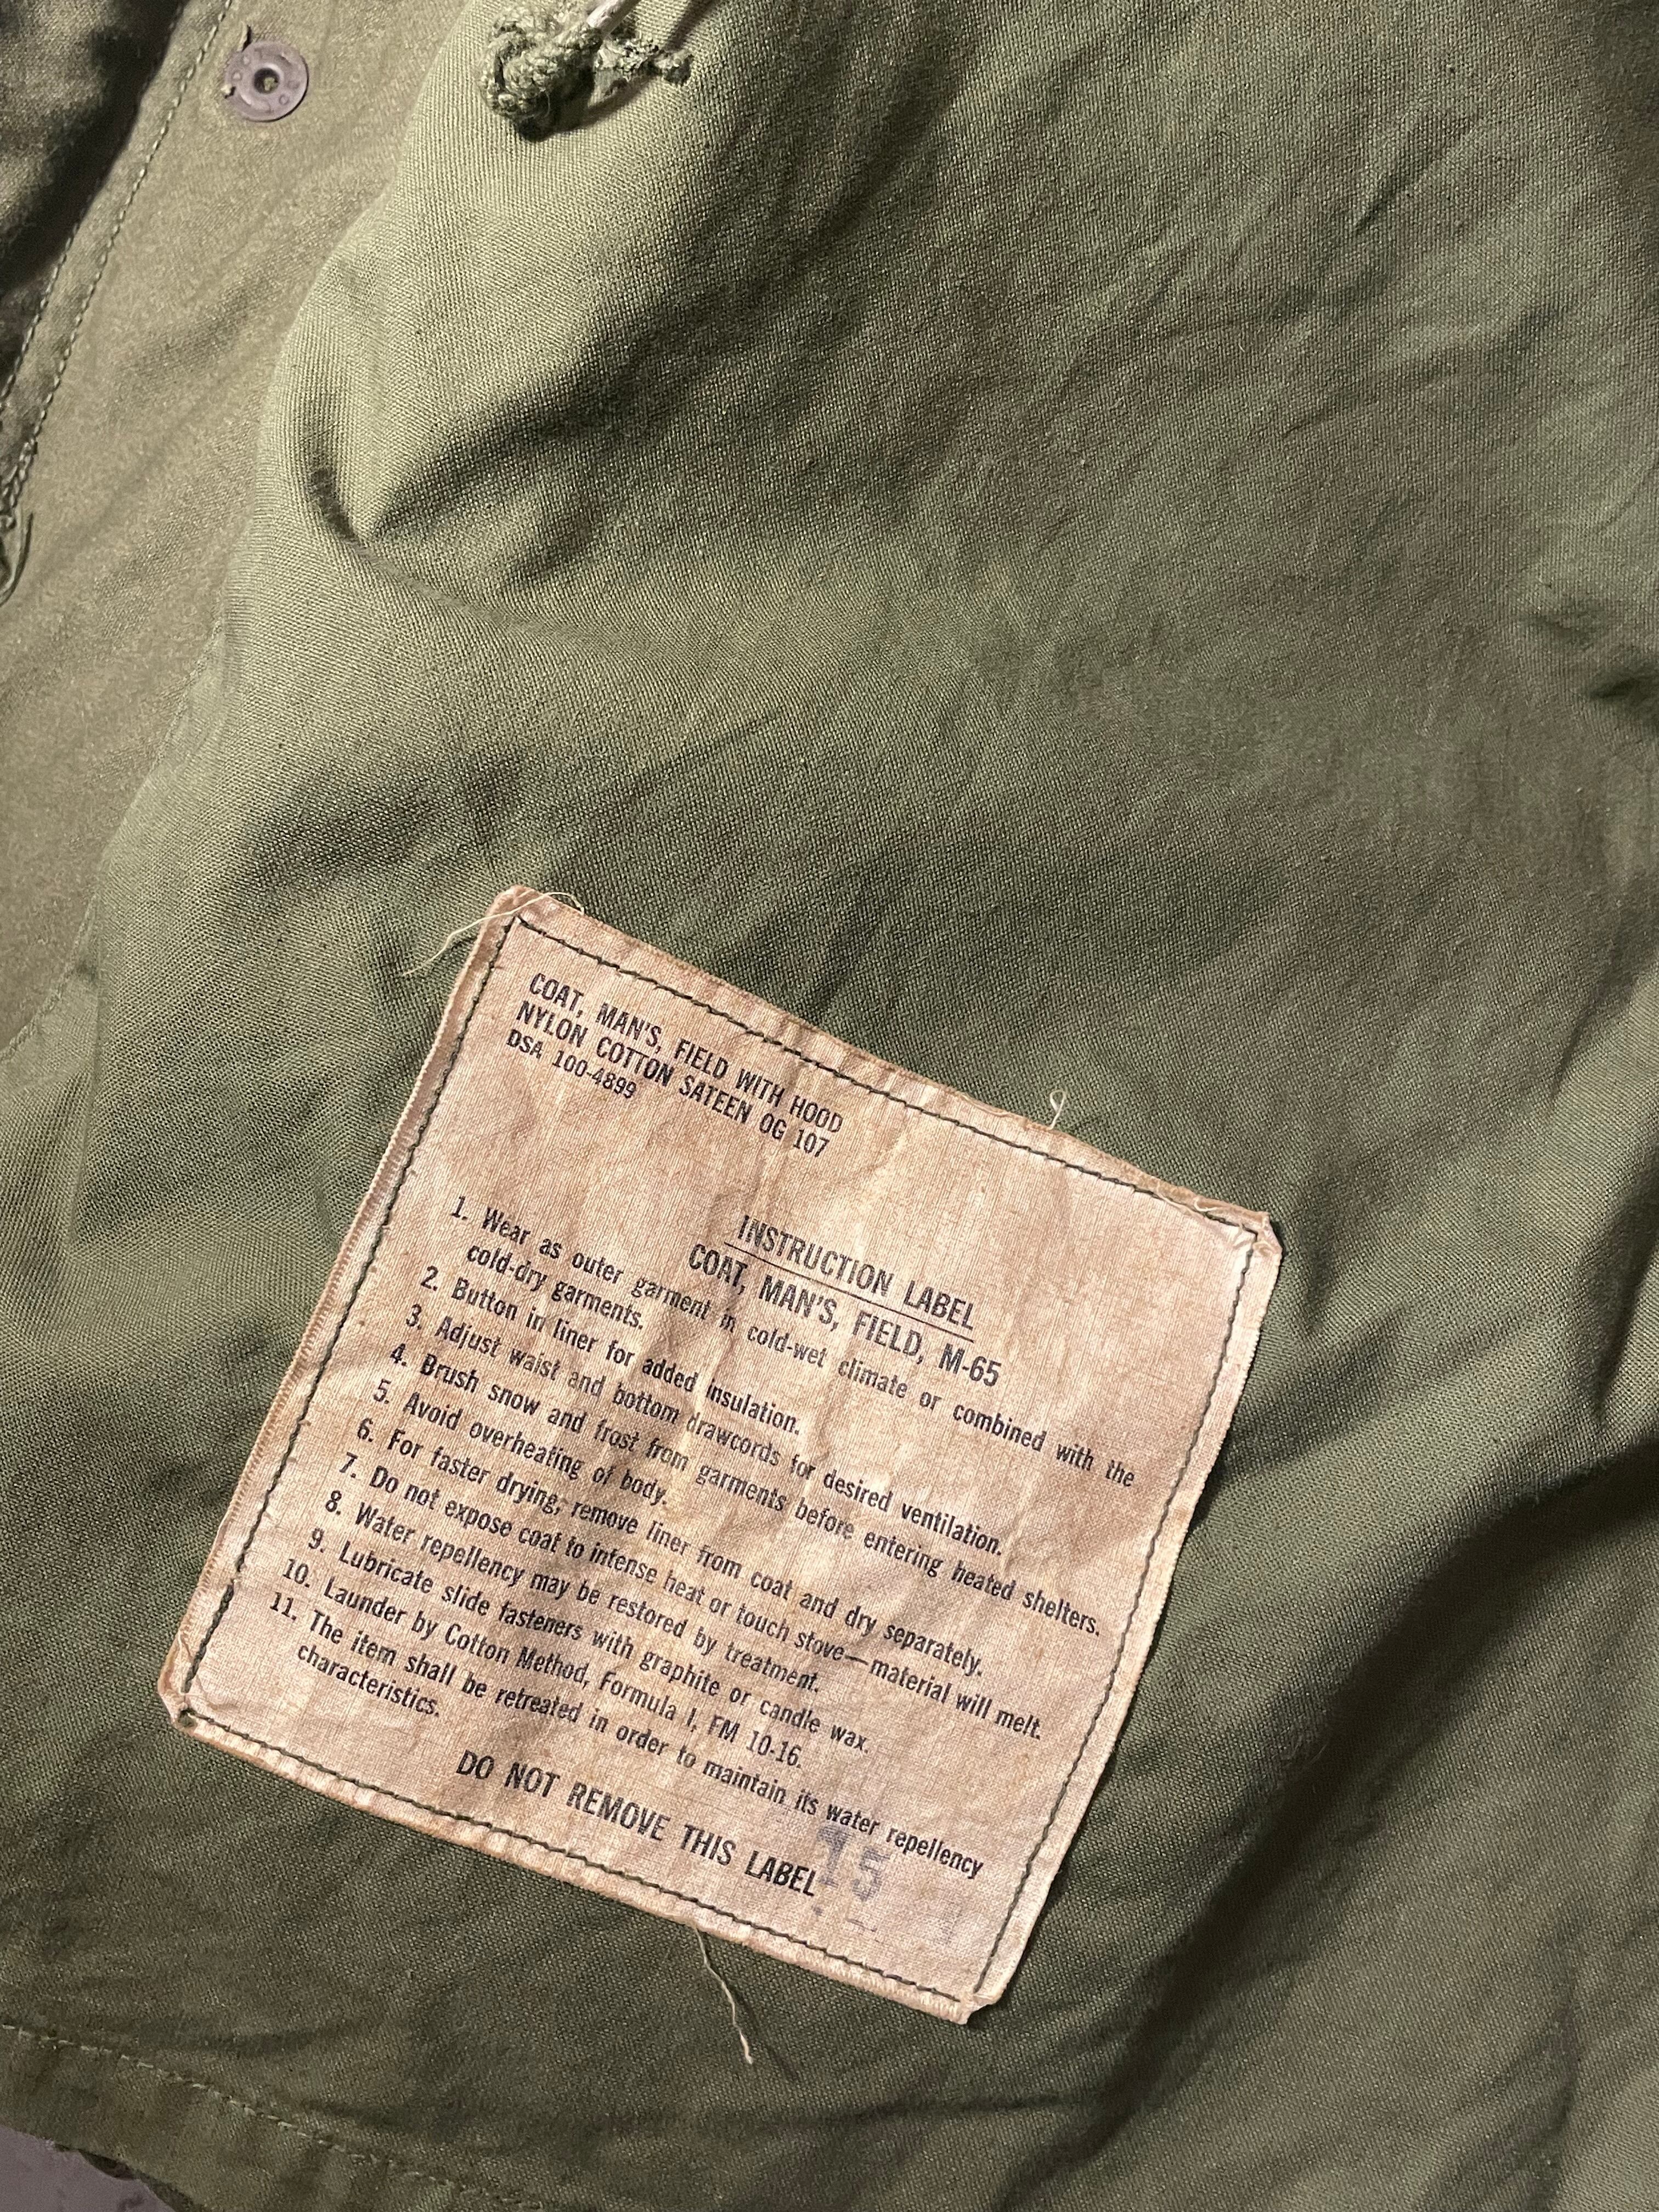 COAT, MAN'S, FIELD WITH HOOD
NYLON COTTON SATEEN OG 107
DSA 100-4899
INSTRUCTION LABEL
COAT, MAN'S, FIELD, M-65
1. Wear as outer garment in cold-wet climate or combined with the
cold-dry garments.
2. Button in liner for added insulation.
3. Adjust waist and bottom drawcords for desired ventilation.
4. Brush snow and frost from garments before entering heated shelters.
5. Avoid overheating of body.
6. For faster drying, remove liner from coat and dry separately.
7. Do not expose coat to intense heat or touch stove—material will melt.
8. Water repellency may be restored by treatment.
9. Lubricate slide fasteners with graphite or candle wax.
10. Launder by Cotton Method, Formula I, FM 10-16.
11. The item shall be retreated in order to maintain its water repellency
characteristics.
DO NOT REMOVE THIS LABEL